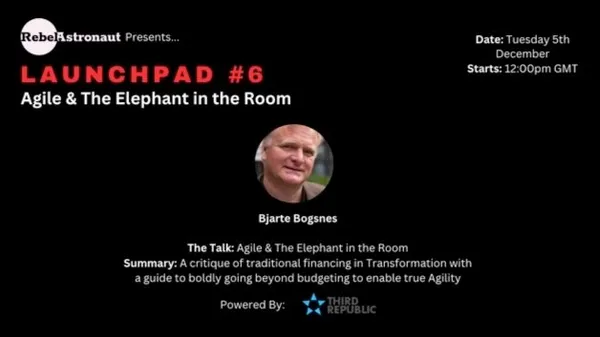 RebelAstronaut Presents...
Date: Tuesday 5th
December
Starts: 12:00pm GMT
LAUNCHPAD #6
Agile & The Elephant in the Room
Bjarte Bogsnes
The Talk: Agile & The Elephant in the Room
Summary: A critique of traditional financing in Transformation with
a guide to boldly going beyond budgeting to enable true Agility
Powered By:
THIRD
REPUBLIC